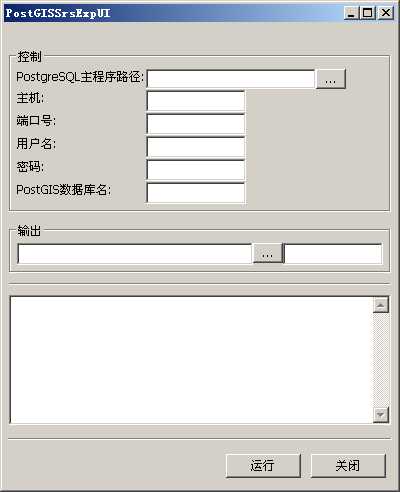 PostGISSrsExpUI
控制
PostgreSQL主程序路径:
...
主机:
端口号:
用户名:
密码:
PostGIS数据库名:
输出
...
运行
关闭